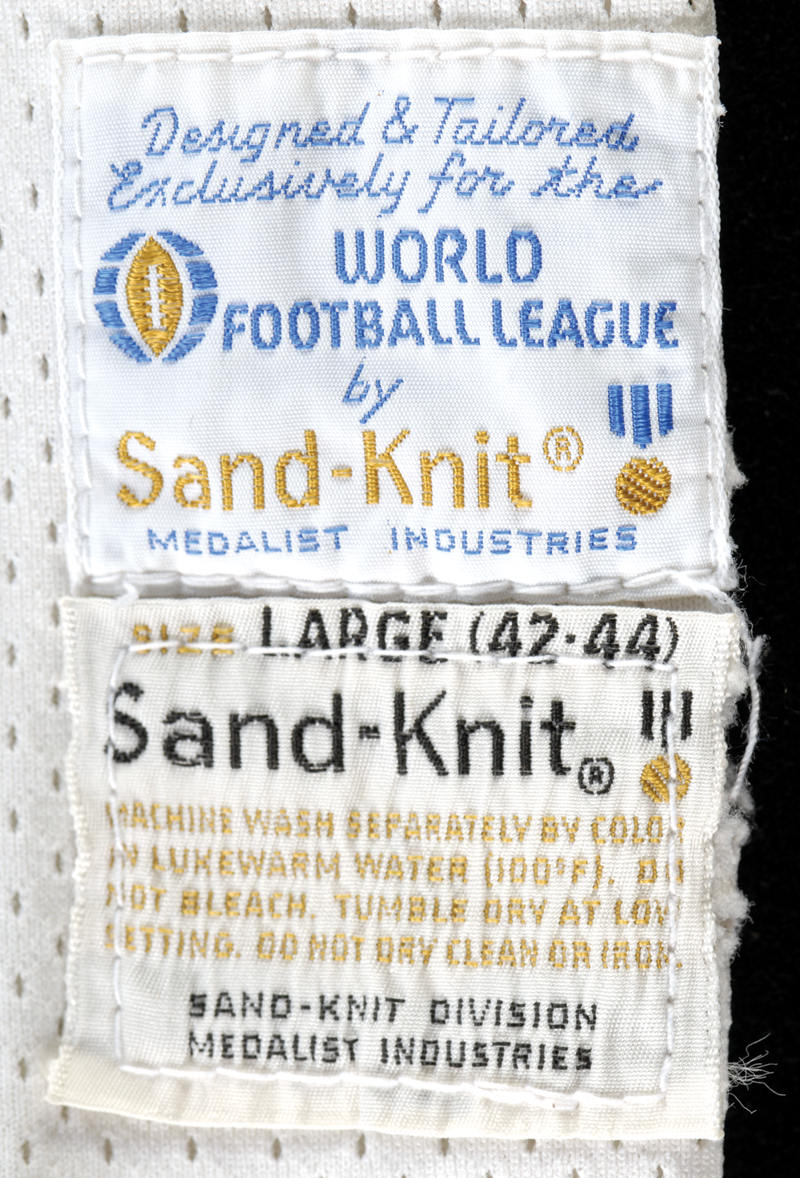 Designed & Tailored
Exclusively for the
WORLD
FOOTBALL LEAGUE
by
Sand-Knit®
MEDALIST INDUSTRIES
SIZE LARGE (42-44)
Sand-Knit®
MACHINE WASH SEPARATELY BY COLOR
IN LUKEWARM WATER (100°F). DO
NOT BLEACH. TUMBLE DRY AT LOW
SETTING. DO NOT DRY CLEAN OR IRON.
SAND-KNIT DIVISION
MEDALIST INDUSTRIES